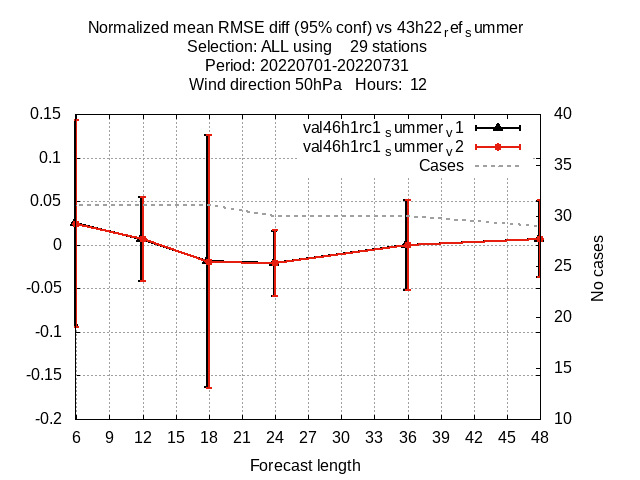 Normalized mean RMSE diff (95% conf) vs 43h22refsummer
Selection: ALL using    29 stations
Period: 20220701-20220731
Wind direction 50hPa   Hours:  12
val46h1rc1summerv1
val46h1rc1summerv2
Cases
0.15
0.1
0.05
0
-0.05
-0.1
-0.15
-0.2
40
35
30
25
20
15
10
No cases
6 9 12 15 18 21 24 27 30 33 36 39 42 45 48
Forecast length